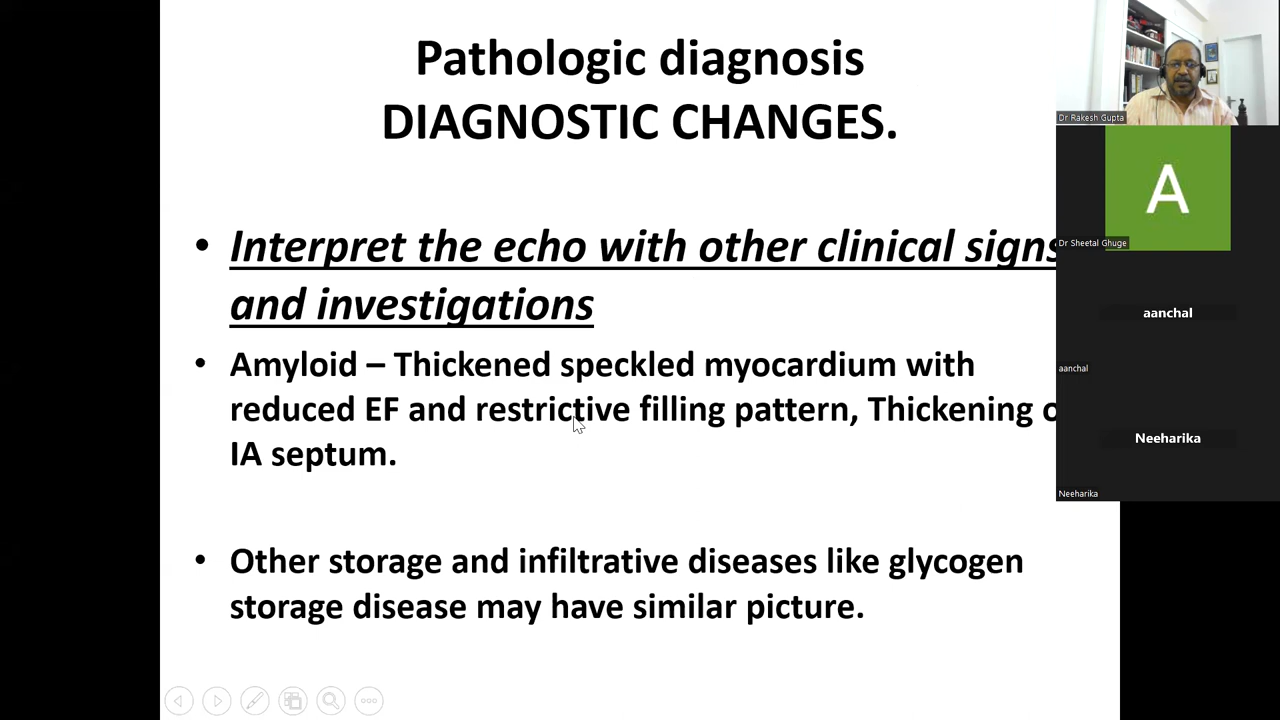 Pathologic diagnosis
DIAGNOSTIC CHANGES.
• Interpret the echo with other clinical signs
and investigations
• Amyloid – Thickened speckled myocardium with
reduced EF and restrictive filling pattern, Thickening o
IA septum.
• Other storage and infiltrative diseases like glycogen
storage disease may have similar picture.
Dr Rakesh Gupta
A
Dr Sheetal Ghuge
aanchal
aanchal
Neeharika
Neeharika